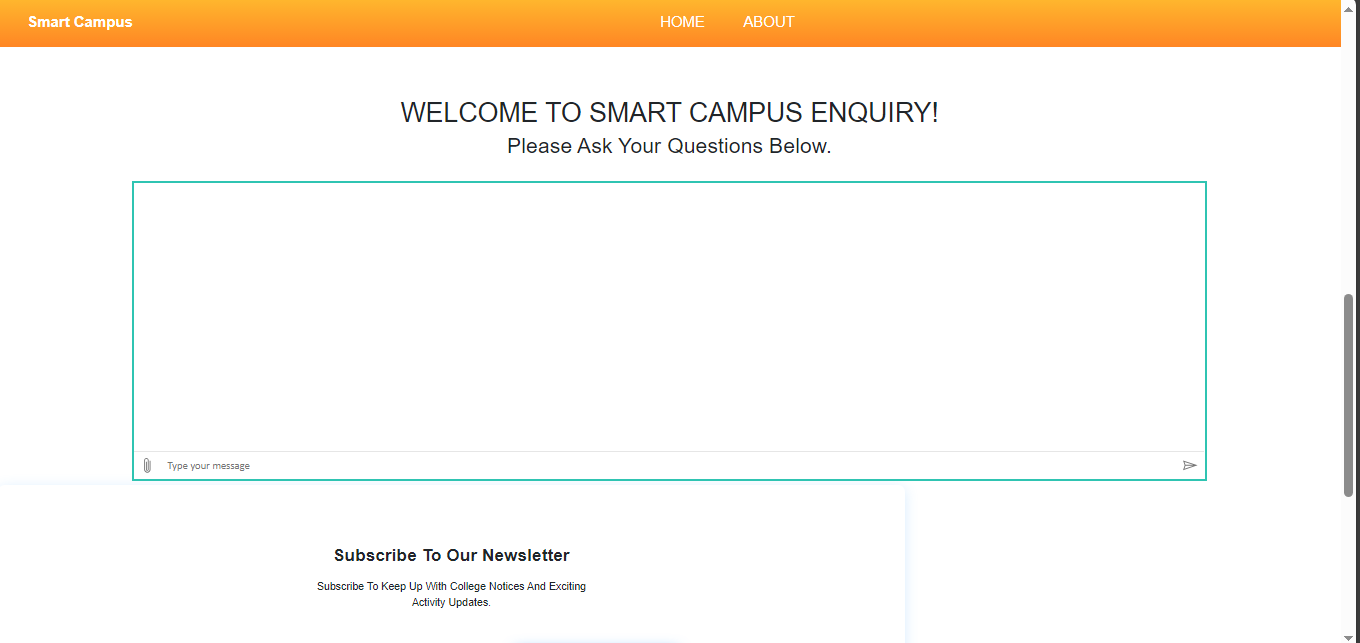 Smart Campus HOME ABOUT
WELCOME TO SMART CAMPUS ENQUIRY!
Please Ask Your Questions Below.
Type your message
Subscribe To Our Newsletter
Subscribe To Keep Up With College Notices And Exciting
Activity Updates.